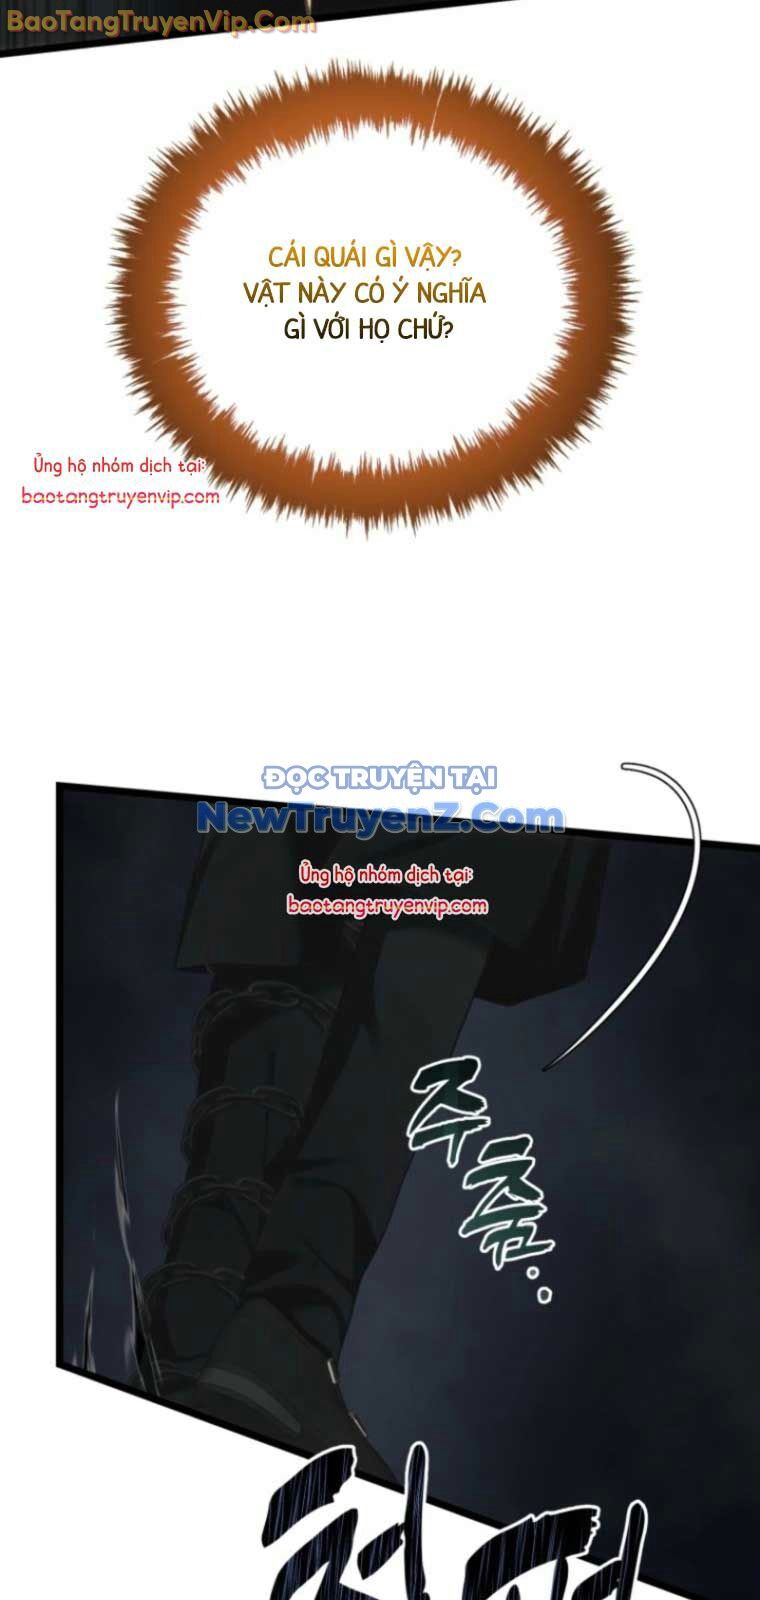 BaoTangTruyenVip.Com
CÁI QUÁI GÌ VẬY?
VẬT NÀY CÓ Ý NGHĨA
GÌ VỚI HỌ CHỨ?
Ủng hộ nhóm dịch tại:
baotangtruyenvip.com
ĐỌC TRUYỆN TẠI
NewTruyenZ.Com
Ủng hộ nhóm dịch tại:
baotangtruyenvip.com
주춤..